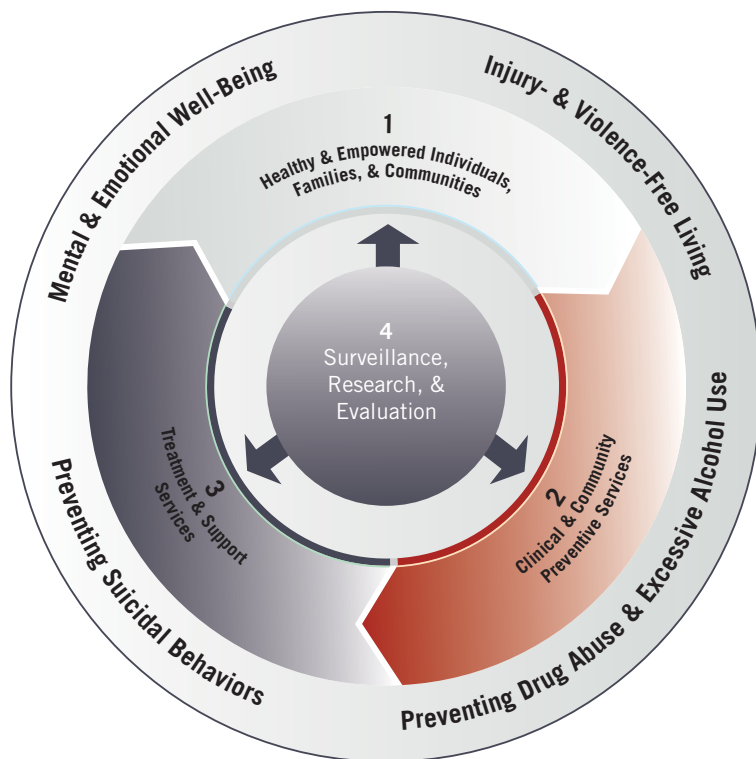 Mental & Emotional Well-Being
Injury- & Violence-Free Living
Preventing Drug Abuse & Excessive Alcohol Use
Preventing Suicidal Behaviors
1
Healthy & Empowered Individuals,
Families, & Communities
2
Clinical & Community
Preventive Services
3
Treatment & Support
Services
4
Surveillance,
Research, &
Evaluation